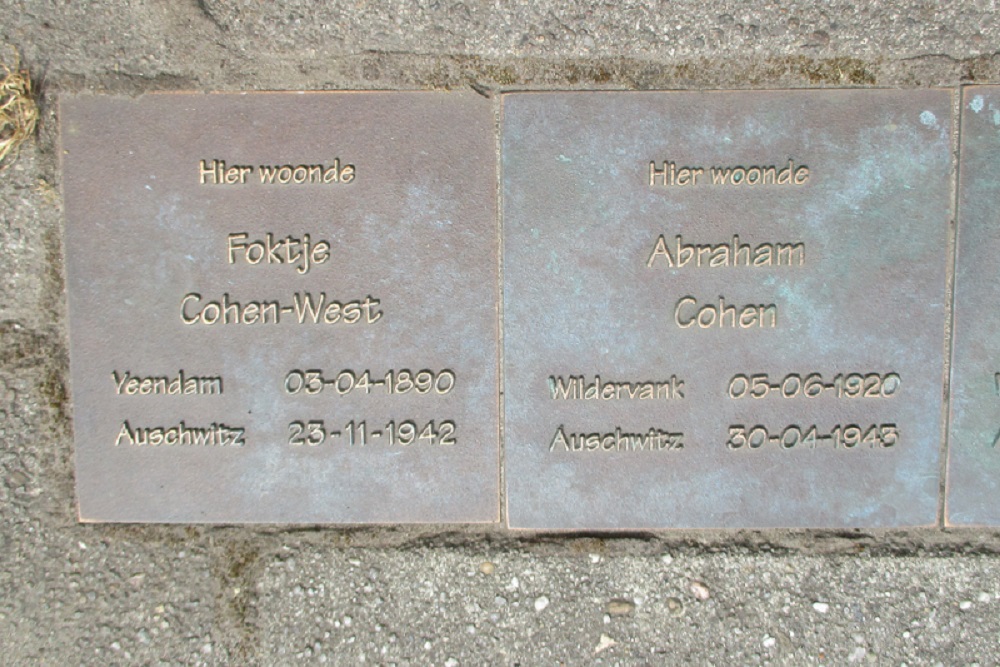 Hier woonde
Foktje
Cohen-West
Veendam 03-04-1890
Auschwitz 23-11-1942
Hier woonde
Abraham
Cohen
Wildervank 05-06-1920
Auschwitz 30-04-1943